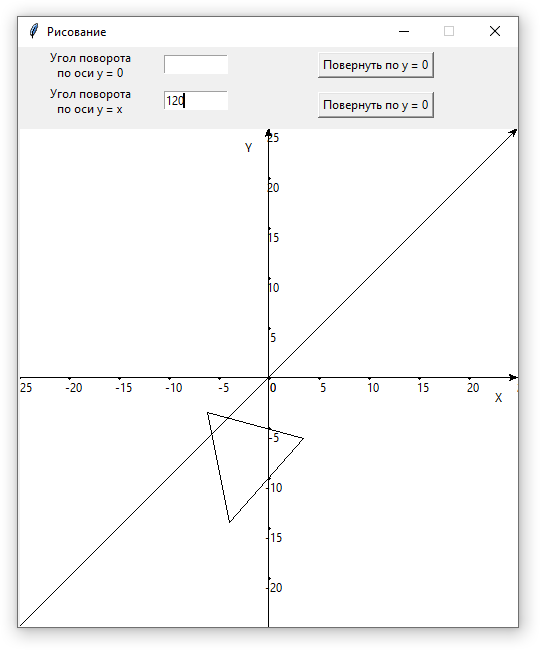 Рисование
Угол поворота
по оси y = 0
Повернуть по y = 0
Угол поворота
по оси y = x
120
Повернуть по y = 0
Y
25
20
15
10
5
25 -20 -15 -10 -5 0 5 10 15 20
X
-5
-10
-15
-20